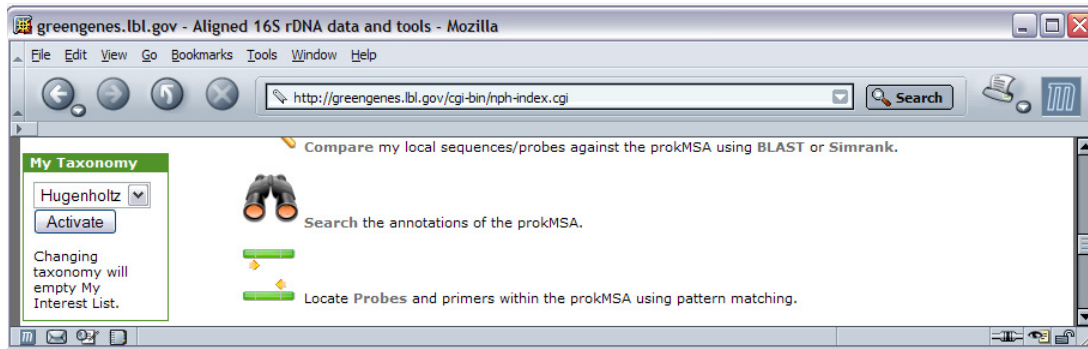 greengenes.lbl.gov - Aligned 16S rDNA data and tools - Mozilla
File Edit View Go Bookmarks Tools Window Help
http://greengenes.lbl.gov/cgi-bin/nph-index.cgi Search
Compare my local sequences/probes against the prokMSA using BLAST or Simrank.
My Taxonomy
Hugenholtz
Activate
Search the annotations of the prokMSA.
Changing
taxonomy will
empty My
Interest List.
Locate Probes and primers within the prokMSA using pattern matching.